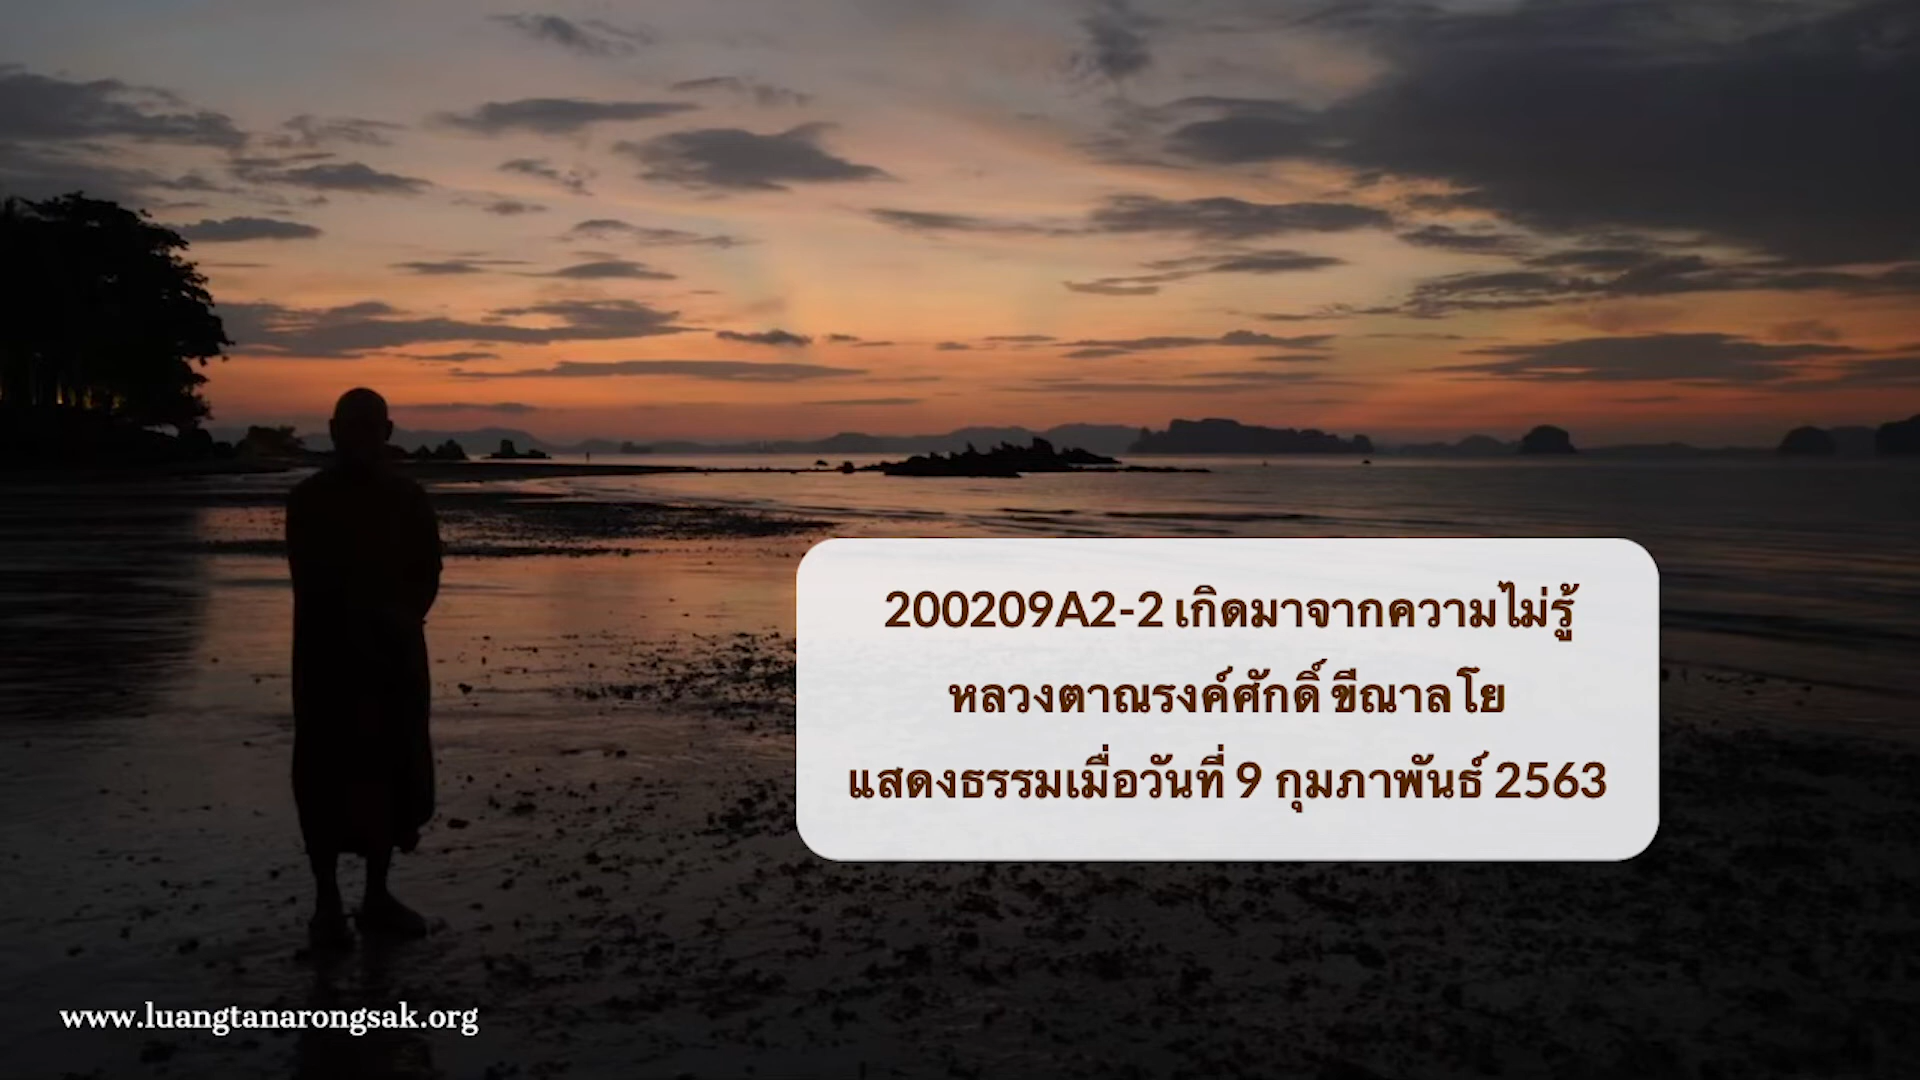 200209A2-2 เกิดมาจากความไม่รู้
หลวงตาณรงค์ศักดิ์ ขีณาลโย
แสดงธรรมเมื่อวันที่ 9 กุมภาพันธ์ 2563
www.luangtanarongsak.org